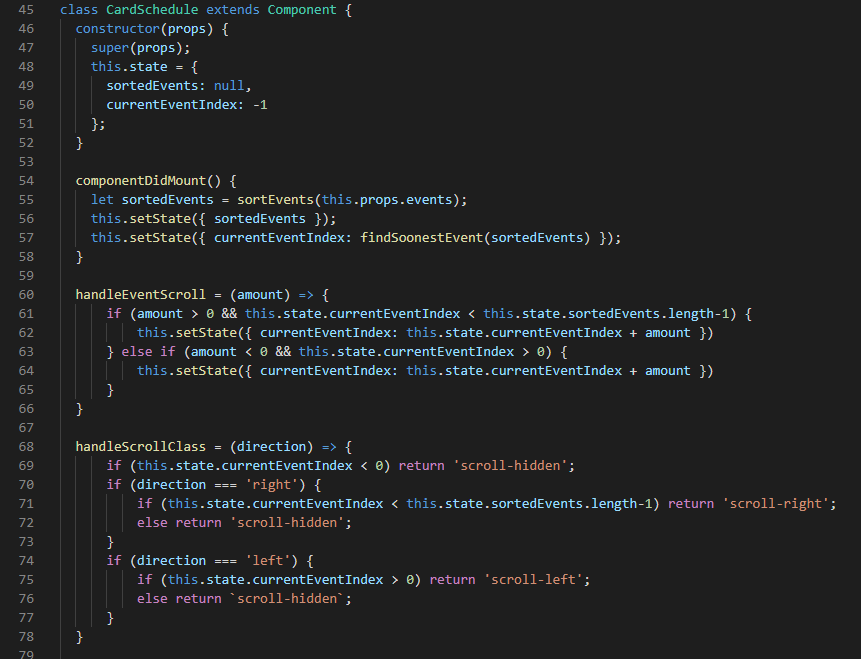 45 class CardSchedule extends Component {
46 constructor(props) {
47 super(props);
48 this.state = {
49 sortedEvents: null,
50 currentEventIndex: -1
51 };
52 }
53
54 componentDidMount() {
55 let sortedEvents = sortEvents(this.props.events);
56 this.setState({ sortedEvents });
57 this.setState({ currentEventIndex: findSoonestEvent(sortedEvents) });
58 }
59
60 handleEventScroll = (amount) => {
61 if (amount > 0 && this.state.currentEventIndex < this.state.sortedEvents.length-1) {
62 this.setState({ currentEventIndex: this.state.currentEventIndex + amount })
63 } else if (amount < 0 && this.state.currentEventIndex > 0) {
64 this.setState({ currentEventIndex: this.state.currentEventIndex + amount })
65 }
66 }
67
68 handleScrollClass = (direction) => {
69 if (this.state.currentEventIndex < 0) return 'scroll-hidden';
70 if (direction === 'right') {
71 if (this.state.currentEventIndex < this.state.sortedEvents.length-1) return 'scroll-right';
72 else return 'scroll-hidden';
73 }
74 if (direction === 'left') {
75 if (this.state.currentEventIndex > 0) return 'scroll-left';
76 else return `scroll-hidden`;
77 }
78 }
79